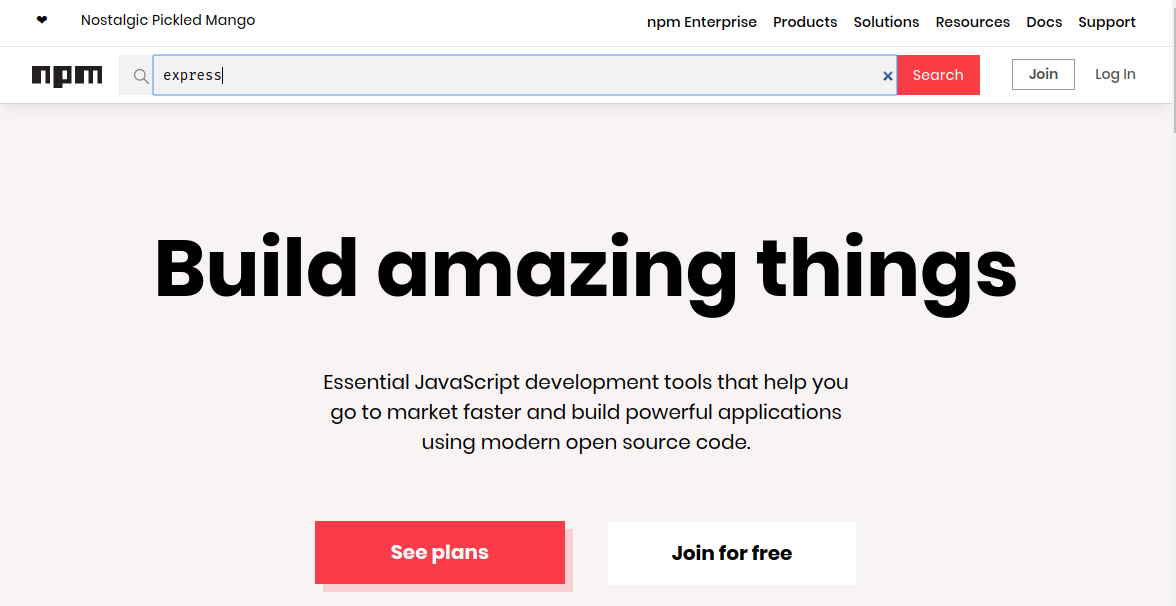 ❤ Nostalgic Pickled Mango npm Enterprise Products Solutions Resources Docs Support
npm express × Search Join Log In
Build amazing things
Essential JavaScript development tools that help you
go to market faster and build powerful applications
using modern open source code.
See plans Join for free